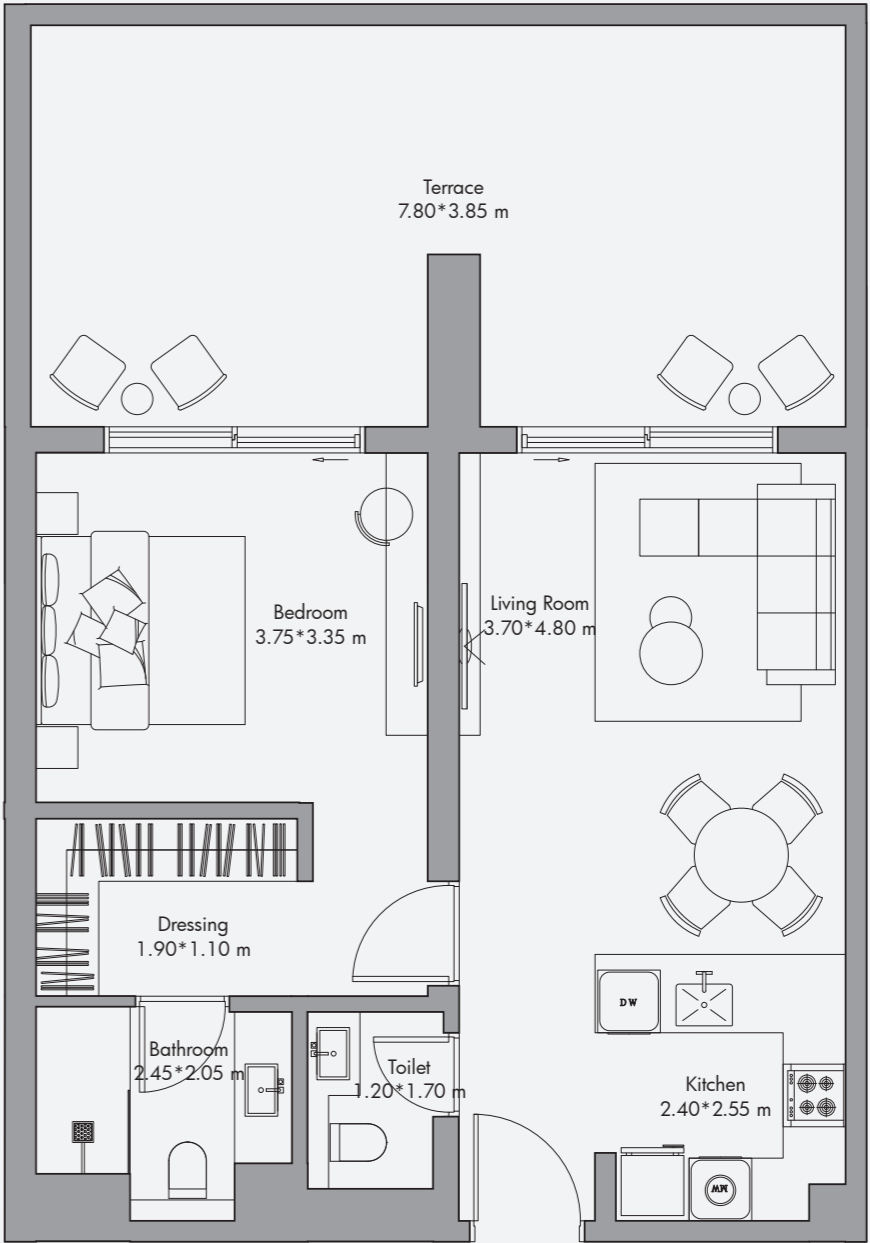 Terrace
7.80*3.85 m
Bedroom
3.75*3.35 m
Living Room
3.70*4.80 m
Dressing
1.90*1.10 m
DW
Bathroom
2.45*2.05 m
Toilet
1.20*1.70 m
Kitchen
2.40*2.55 m
MW